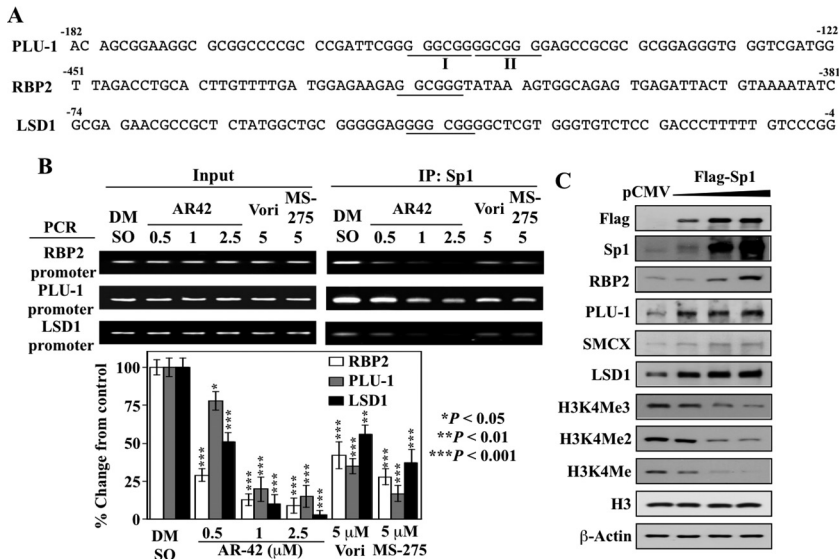 A
-182 -122
PLU-1 AC AGCGGAAGGC GCGGCCCCGC CCGATTCGGG GGCGGGGCGG GGAGCCGCGC GCGGAGGGTG GGTCGATGG
I II
-451 -381
RBP2 T TAGACCTGCA CTTGTTTTGA TGGAGAAGAG GCGGGTATAA AGTGGCAGAG TGAGATTACT GTAAAATATC
-74 -4
LSD1 GCGA GAACGCCGCT CTATGGCTGC GGGGGAGGGG CGGGGCTCGT GGGTGTCTCC GACCCTTTTT GTCCCGG
B
Input IP: Sp1
PCR DMSO AR42 Vori MS-275 DMSO AR42 Vori MS-275
0.5 1 2.5 5 5 0.5 1 2.5 5 5
RBP2 promoter
PLU-1 promoter
LSD1 promoter
% Change from control
100
75
50
25
0
RBP2
PLU-1
LSD1
*** * ***
*** *** ***
*** *** ***
*** *** **
*** *** ***
*P < 0.05
**P < 0.01
***P < 0.001
DMSO 0.5 1 2.5 5 µM Vori 5 µM MS-275
AR-42 (µM)
C
Flag-Sp1
pCMV
Flag
Sp1
RBP2
PLU-1
SMCX
LSD1
H3K4Me3
H3K4Me2
H3K4Me
H3
β-Actin